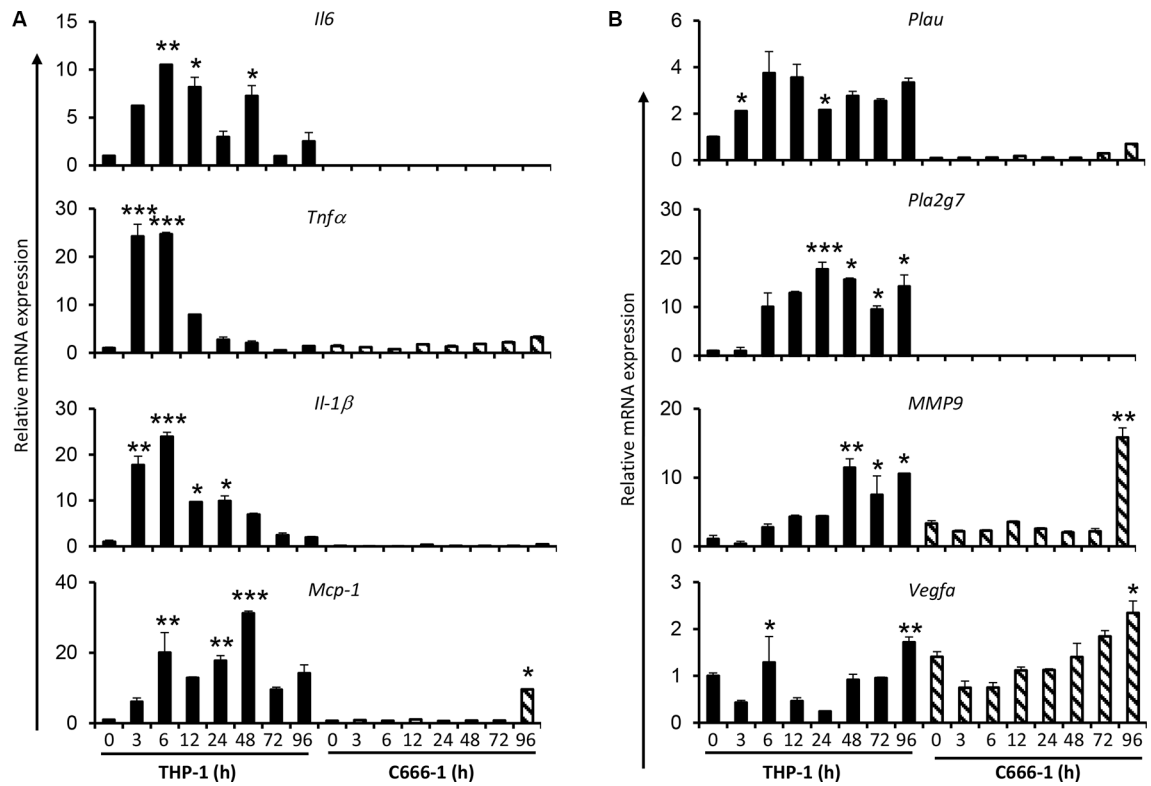 A
Relative mRNA expression
Il6
15
10
5
0
** * *
Tnfα
30
20
10
0
*** ***
Il-1β
30
20
10
0
** *** * *
Mcp-1
40
20
0
** ** *** *
0 3 6 12 24 48 72 96 0 3 6 12 24 48 72 96
THP-1 (h) C666-1 (h)
B
Relative mRNA expression
Plau
6
4
2
0
* *
Pla2g7
30
20
10
0
*** * * *
MMP9
20
10
0
** * * **
Vegfa
3
2
1
0
* ** *
0 3 6 12 24 48 72 96 0 3 6 12 24 48 72 96
THP-1 (h) C666-1 (h)